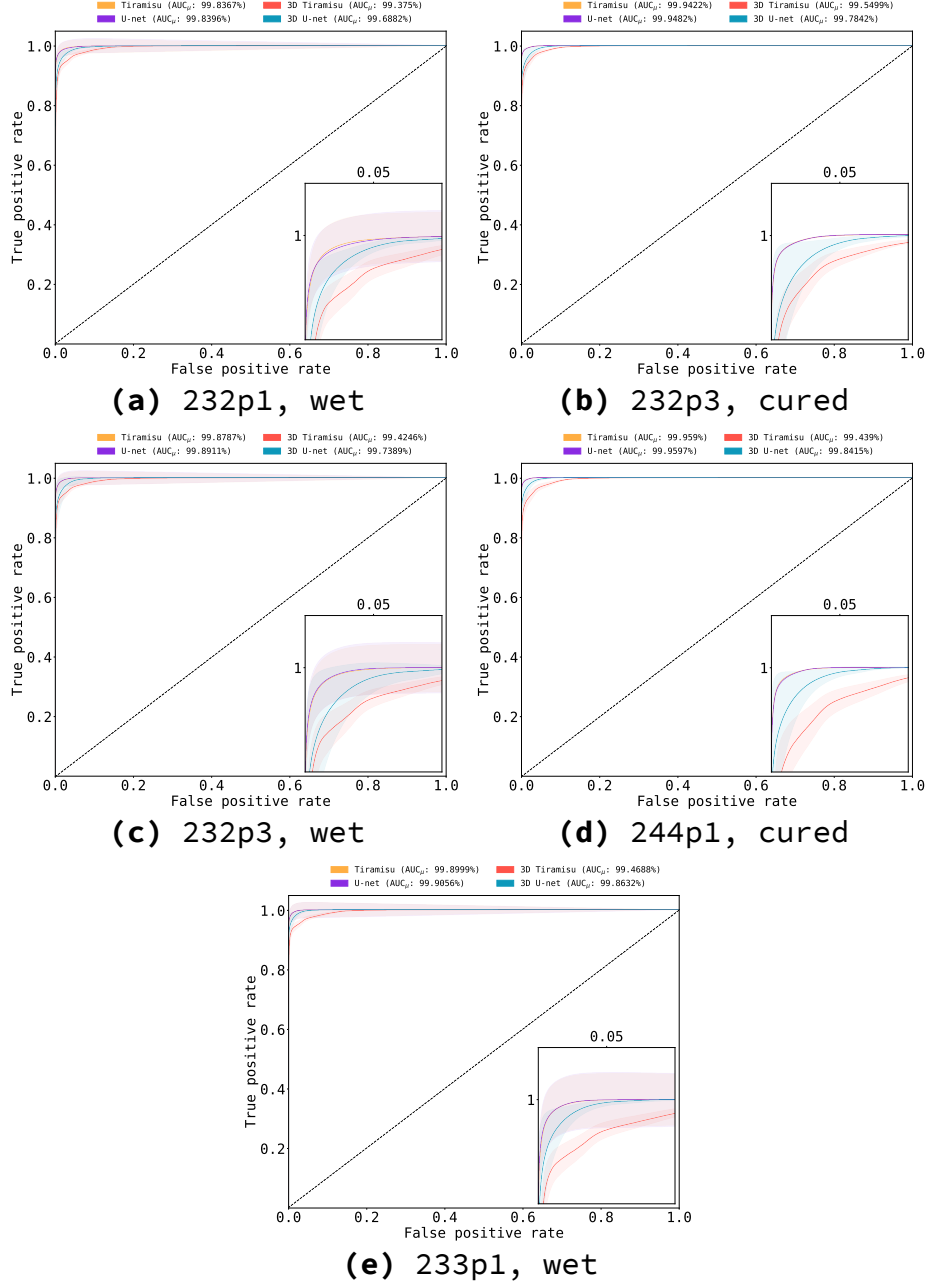 Tiramisu (AUCμ: 99.8367%) 3D Tiramisu (AUCμ: 99.375%)
U-net (AUCμ: 99.8396%) 3D U-net (AUCμ: 99.6882%)
1.0
0.8
0.6
0.4
0.2
True positive rate
0.05
1
0.0 0.2 0.4 0.6 0.8 1.0
False positive rate
(a) 232p1, wet
Tiramisu (AUCμ: 99.9422%) 3D Tiramisu (AUCμ: 99.5499%)
U-net (AUCμ: 99.9482%) 3D U-net (AUCμ: 99.7842%)
1.0
0.8
0.6
0.4
0.2
True positive rate
0.05
1
0.0 0.2 0.4 0.6 0.8 1.0
False positive rate
(b) 232p3, cured
Tiramisu (AUCμ: 99.8787%) 3D Tiramisu (AUCμ: 99.4246%)
U-net (AUCμ: 99.8911%) 3D U-net (AUCμ: 99.7389%)
1.0
0.8
0.6
0.4
0.2
True positive rate
0.05
1
0.0 0.2 0.4 0.6 0.8 1.0
False positive rate
(c) 232p3, wet
Tiramisu (AUCμ: 99.959%) 3D Tiramisu (AUCμ: 99.439%)
U-net (AUCμ: 99.9597%) 3D U-net (AUCμ: 99.8415%)
1.0
0.8
0.6
0.4
0.2
True positive rate
0.05
1
0.0 0.2 0.4 0.6 0.8 1.0
False positive rate
(d) 244p1, cured
Tiramisu (AUCμ: 99.8999%) 3D Tiramisu (AUCμ: 99.4688%)
U-net (AUCμ: 99.9056%) 3D U-net (AUCμ: 99.8632%)
1.0
0.8
0.6
0.4
0.2
True positive rate
0.05
1
0.0 0.2 0.4 0.6 0.8 1.0
False positive rate
(e) 233p1, wet